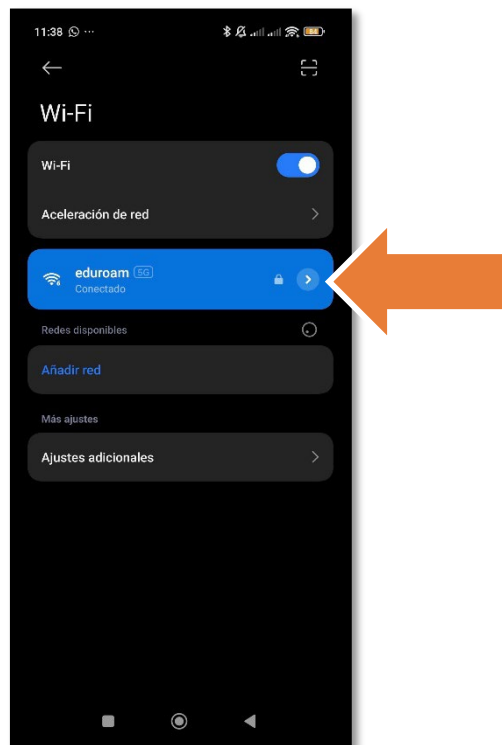 11:38
Wi-Fi
Wi-Fi
Aceleración de red
eduroam 5G
Conectado
Redes disponibles
Añadir red
Más ajustes
Ajustes adicionales